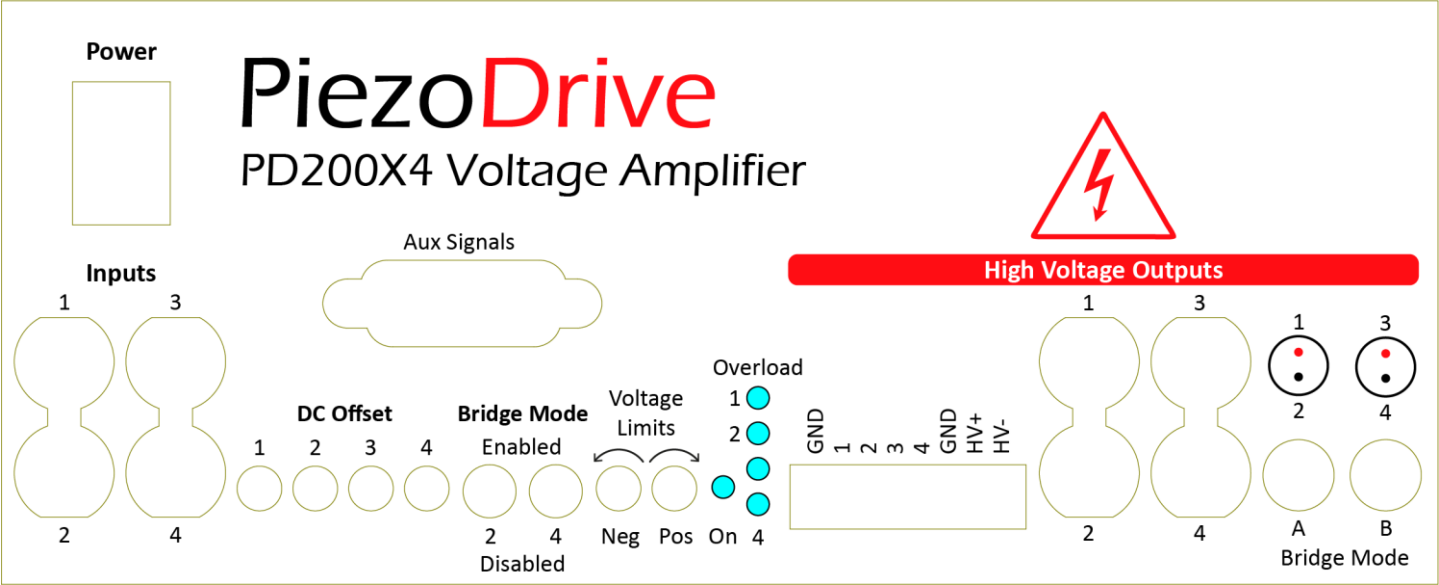 Power
PiezoDrive
PD200X4 Voltage Amplifier
Aux Signals
Inputs
1 3
2 4
DC Offset
1 2 3 4
Bridge Mode
Enabled
2 4
Disabled
Voltage
Limits
Neg Pos
Overload
1
2
On 4
High Voltage Outputs
GND
1
2
3
4
GND
HV+
HV-
1 3
2 4
1 3
2 4
A B
Bridge Mode